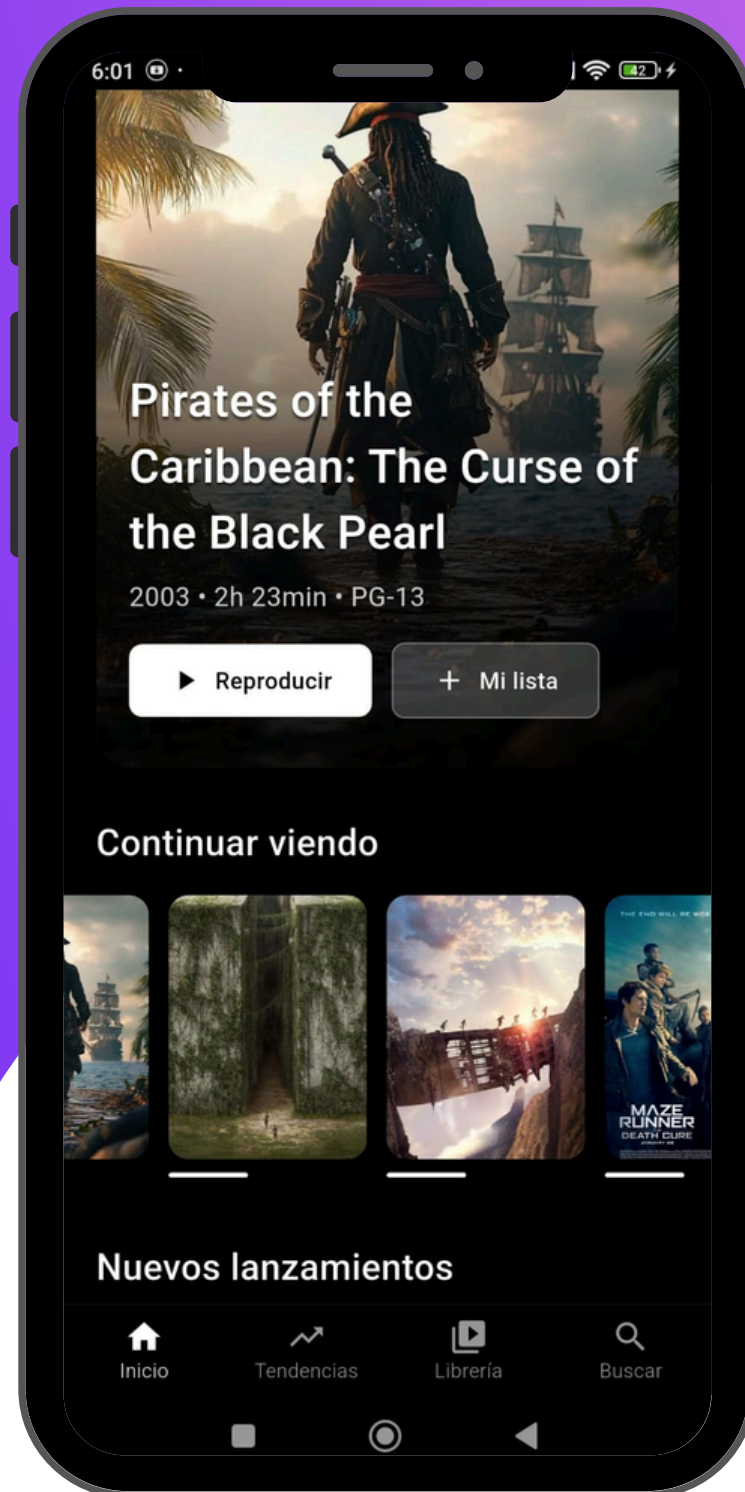 6:01
42
Pirates of the
Caribbean: The Curse of
the Black Pearl
2003 • 2h 23min • PG-13
Reproducir
Mi lista
Continuar viendo
THE END WILL BE
MAZE
RUNNER
DEATH CURE
Nuevos lanzamientos
Inicio
Tendencias
Librería
Buscar